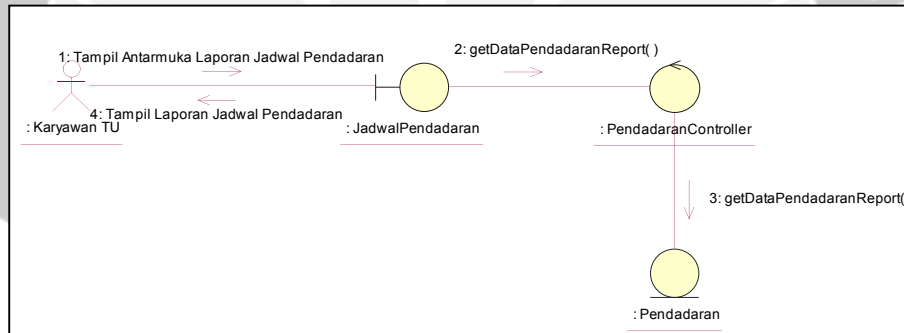 1: Tampil Antarmuka Laporan Jadwal Pendadaran
2: getDataPendadaranReport( )
4: Tampil Laporan Jadwal Pendadaran
: Karyawan TU
: JadwalPendadaran
: PendadaranController
3: getDataPendadaranReport(
: Pendadaran